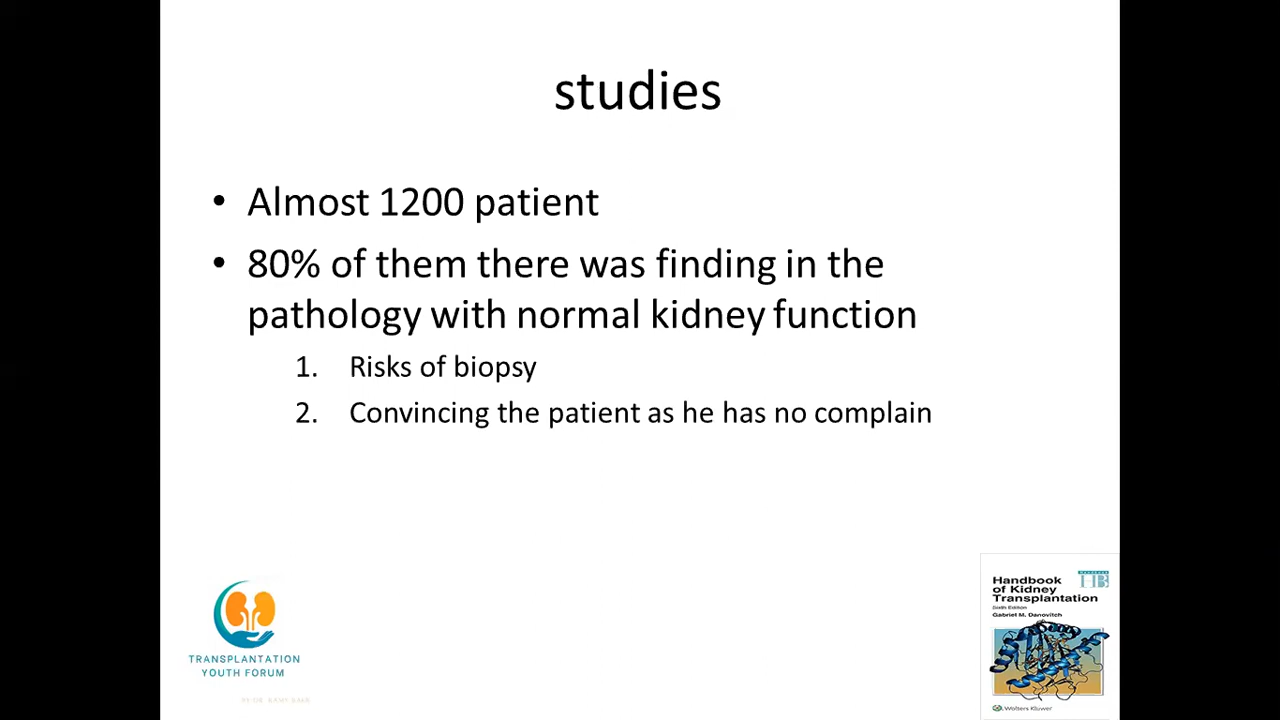 studies
• Almost 1200 patient
• 80% of them there was finding in the
pathology with normal kidney function
1. Risks of biopsy
2. Convincing the patient as he has no complain
TRANSPLANTATION
YOUTH FORUM
Handbook
of Kidney
Transplantation
Sixth Edition
Gabriel M. Danovitch
Wolters Kluwer